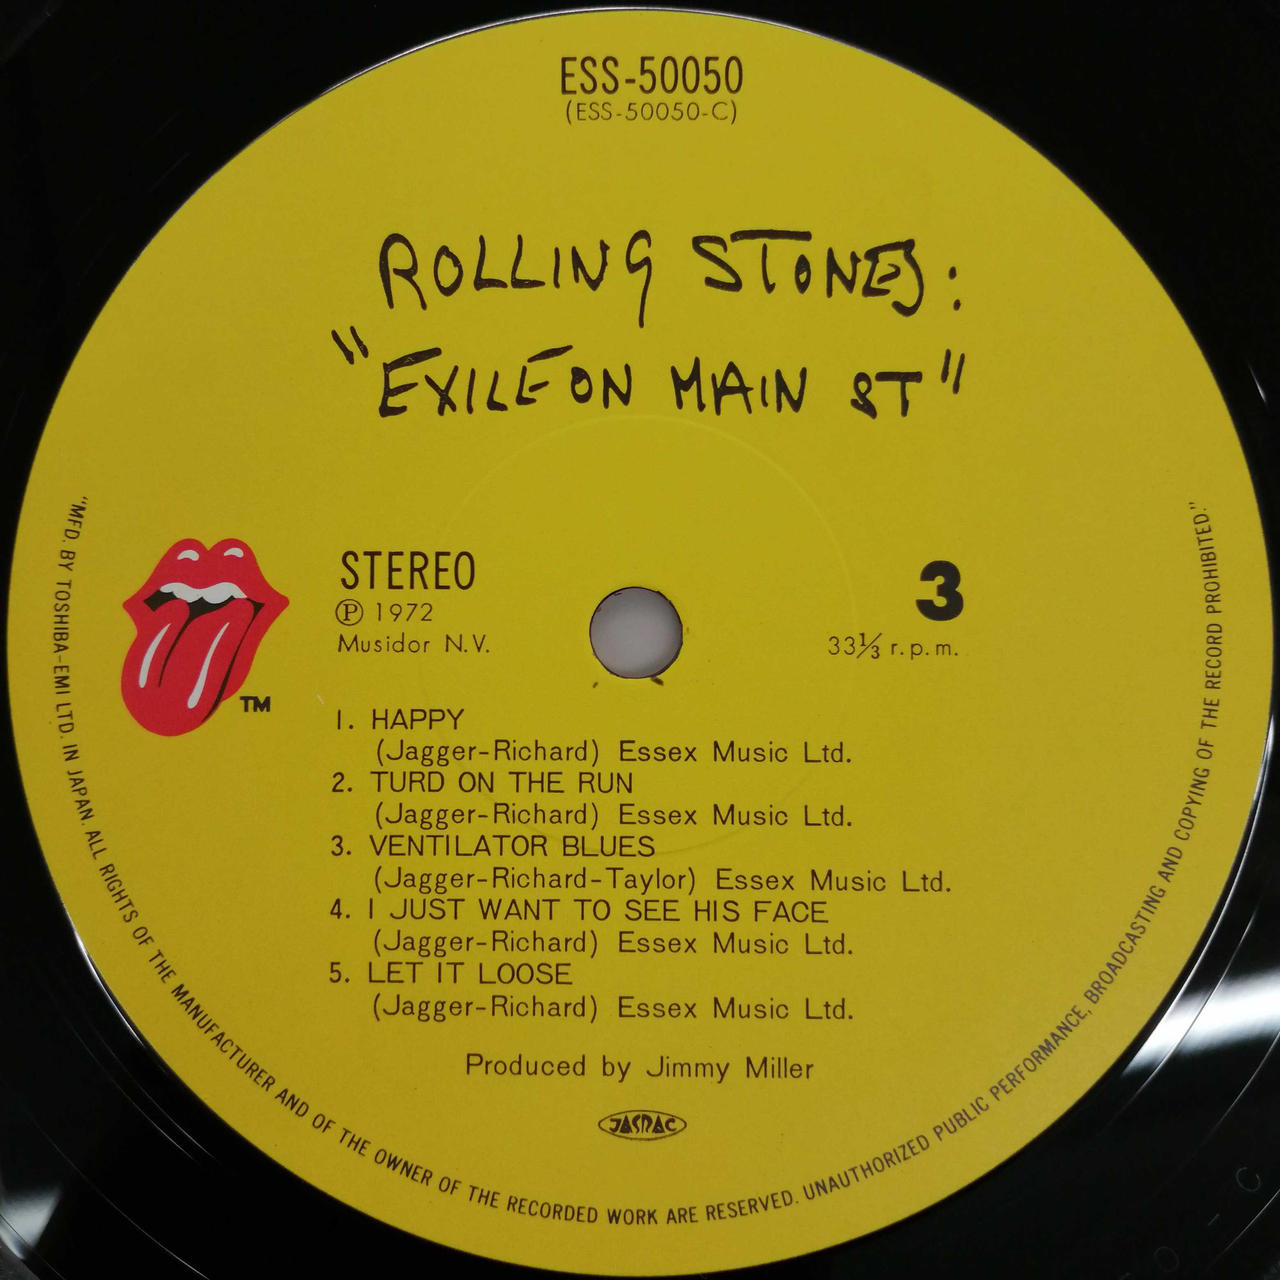 ESS-50050
(ESS-50050-C)
ROLLING STONES:
"EXILE ON MAIN ST"
STEREO
Ⓟ 1972
Musidor N.V.
3
33⅓ r.p.m.
TM
1. HAPPY
(Jagger-Richard) Essex Music Ltd.
2. TURD ON THE RUN
(Jagger-Richard) Essex Music Ltd.
3. VENTILATOR BLUES
(Jagger-Richard-Taylor) Essex Music Ltd.
4. I JUST WANT TO SEE HIS FACE
(Jagger-Richard) Essex Music Ltd.
5. LET IT LOOSE
(Jagger-Richard) Essex Music Ltd.
Produced by Jimmy Miller
JASRAC
"MFD. BY TOSHIBA-EMI LTD. IN JAPAN. ALL RIGHTS OF THE MANUFACTURER AND OF THE OWNER OF THE RECORDED WORK ARE RESERVED. UNAUTHORIZED PUBLIC PERFORMANCE, BROADCASTING AND COPYING OF THE RECORD PROHIBITED."